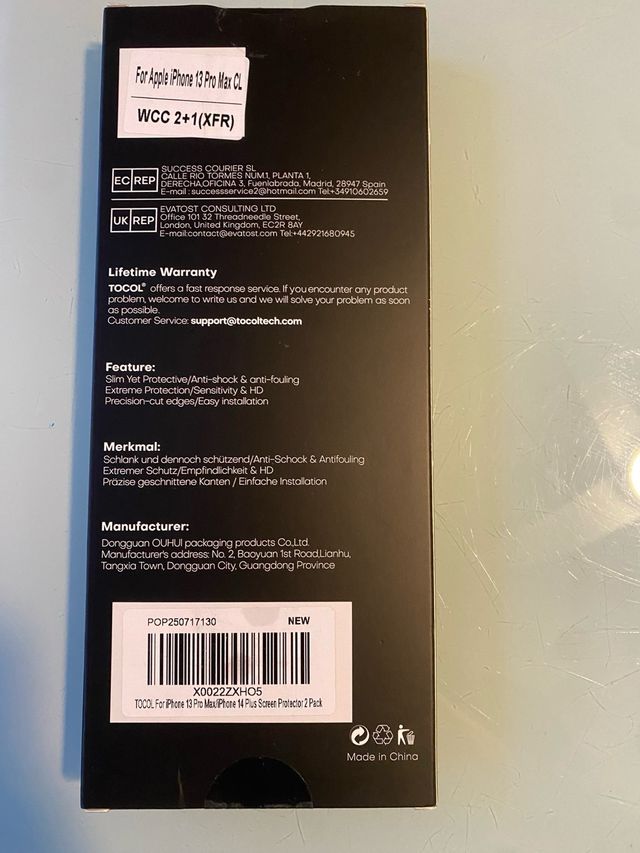 For Apple iPhone 13 Pro Max CL
WCC 2+1(XFR)
EC REP
SUCCESS COURIER SL
CALLE RIO TORMES NUM.1, PLANTA 1,
DERECHA,OFICINA 3, Fuenlabrada, Madrid, 28947 Spain
E-mail : successservice2@hotmail.com Tel:+34910602659
UK REP
EVATOST CONSULTING LTD
Office 101 32 Threadneedle Street,
London, United Kingdom, EC2R 8AY
E-mail:contact@evatost.com Tel:+442921680945
Lifetime Warranty
TOCOL® offers a fast response service. If you encounter any product
problem, welcome to write us and we will solve your problem as soon
as possible.
Customer Service: support@tocoltech.com
Feature:
Slim Yet Protective/Anti-shock & anti-fouling
Extreme Protection/Sensitivity & HD
Precision-cut edges/Easy installation
Merkmal:
Schlank und dennoch schützend/Anti-Schock & Antifouling
Extremer Schutz/Empfindlichkeit & HD
Präzise geschnittene Kanten / Einfache Installation
Manufacturer:
Dongguan OUHUI packaging products Co.,Ltd.
Manufacturer's address: No. 2, Baoyuan 1st Road,Lianhu,
Tangxia Town, Dongguan City, Guangdong Province
POP250717130 NEW
X0022ZXHO5
TOCOL For iPhone 13 Pro Max/iPhone 14 Plus Screen Protector 2 Pack
Made in China